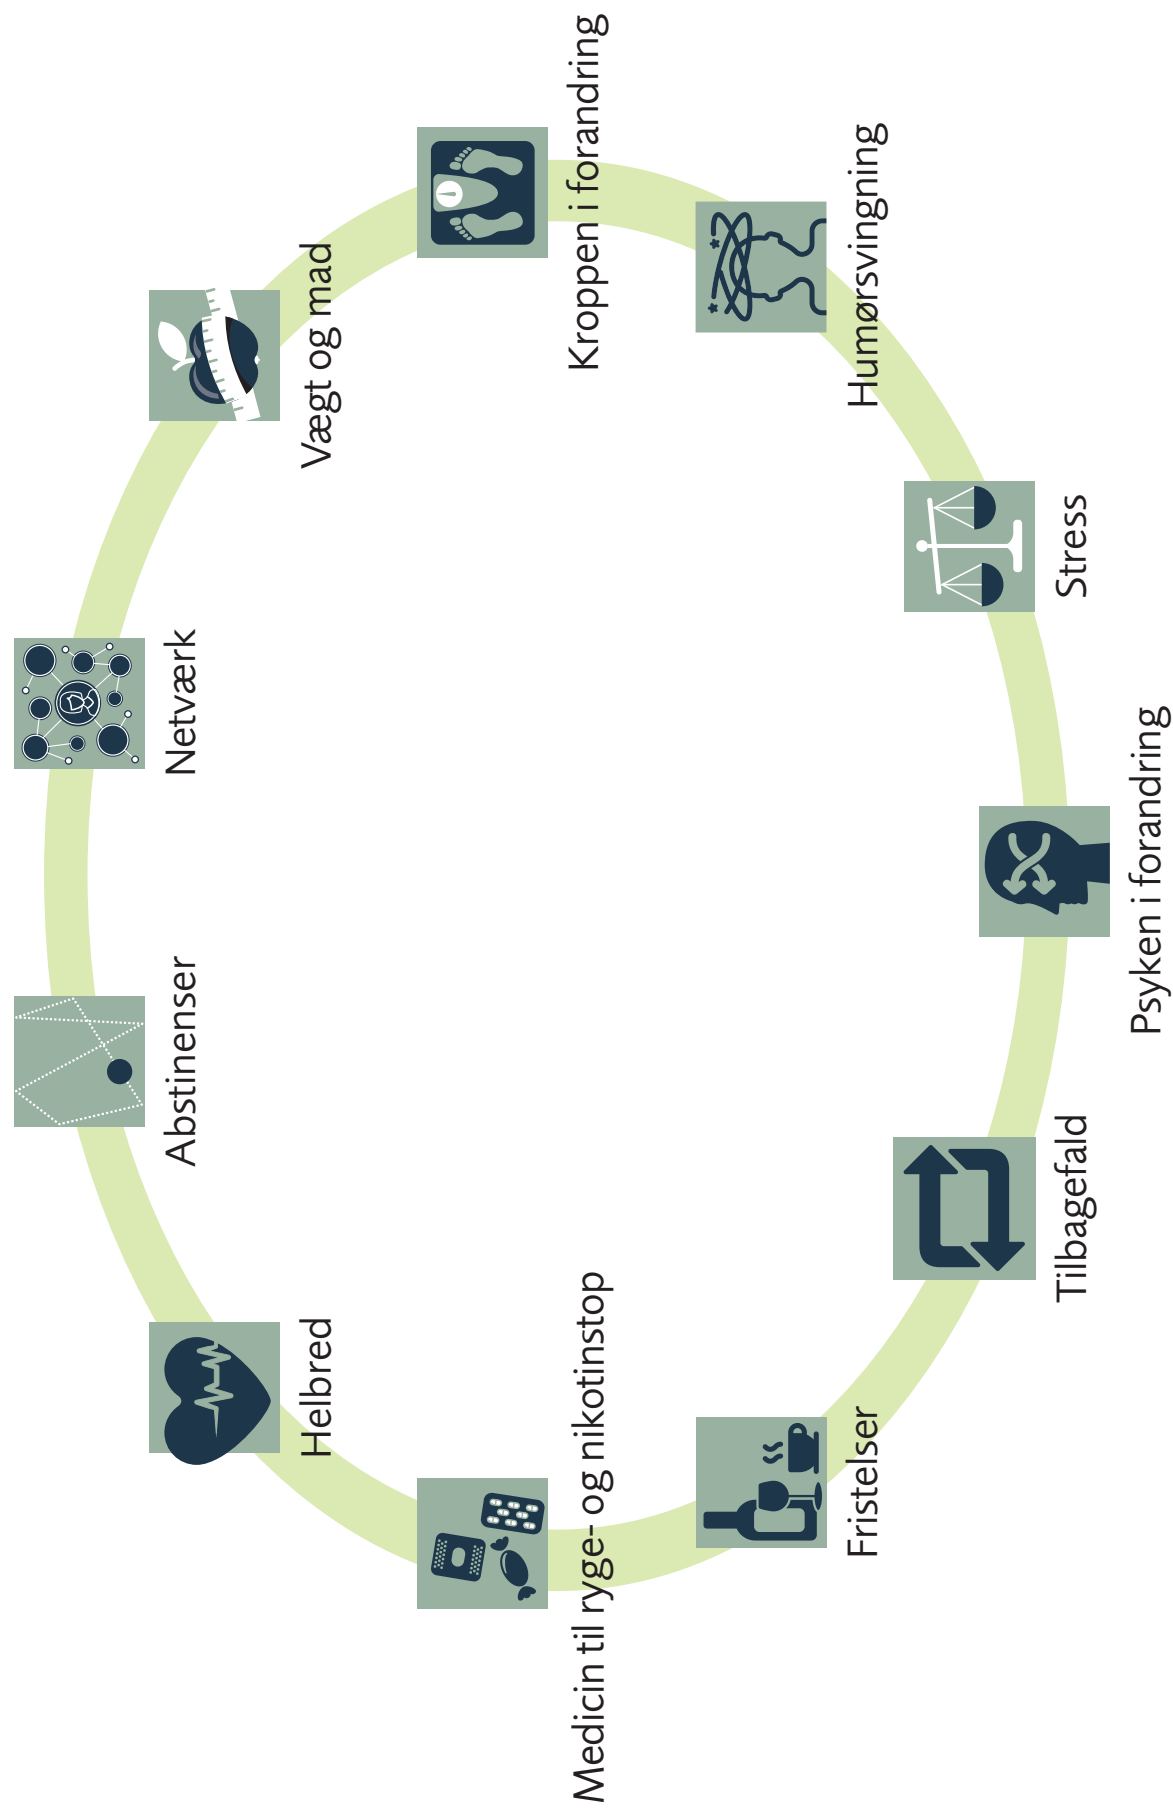 Abstinenser
Netværk
Helbred
Vægt og mad
Medicin til ryge- og nikotinstop
Kroppen i forandring
Fristelser
Humørsvingning
Tilbagefald
Stress
Psyken i forandring